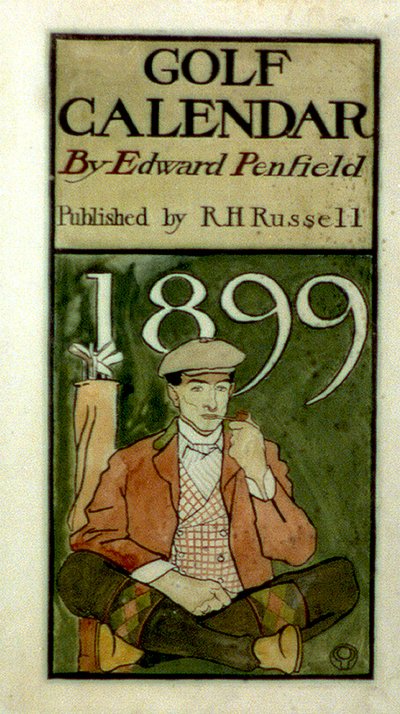 GOLF
CALENDAR
By Edward Penfield
Published by R H Russell
1899